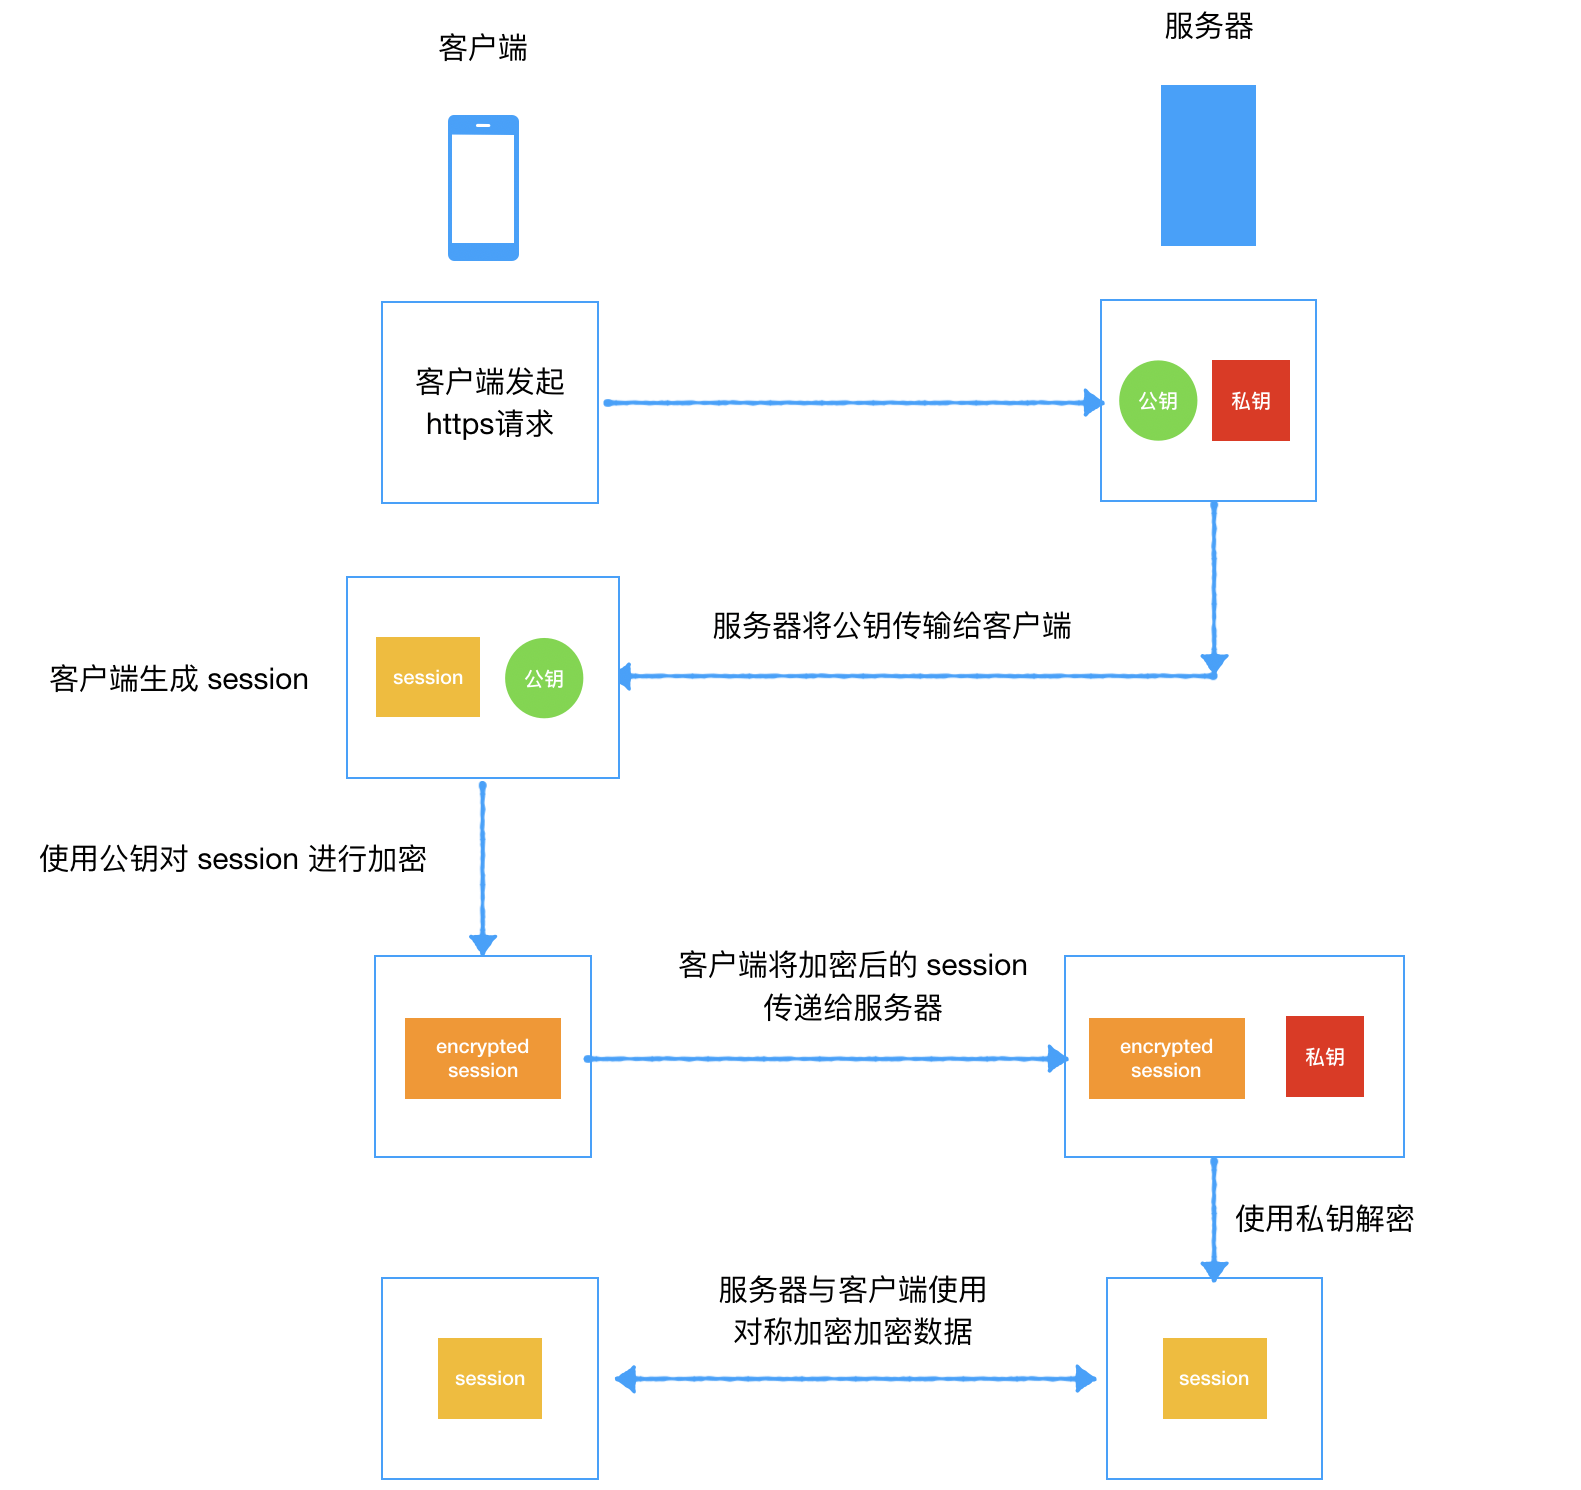 客户端
服务器
客户端发起
https请求
公钥
私钥
服务器将公钥传输给客户端
客户端生成 session
session
公钥
使用公钥对 session 进行加密
客户端将加密后的 session
传递给服务器
encrypted
session
encrypted
session
私钥
使用私钥解密
服务器与客户端使用
对称加密加密数据
session
session